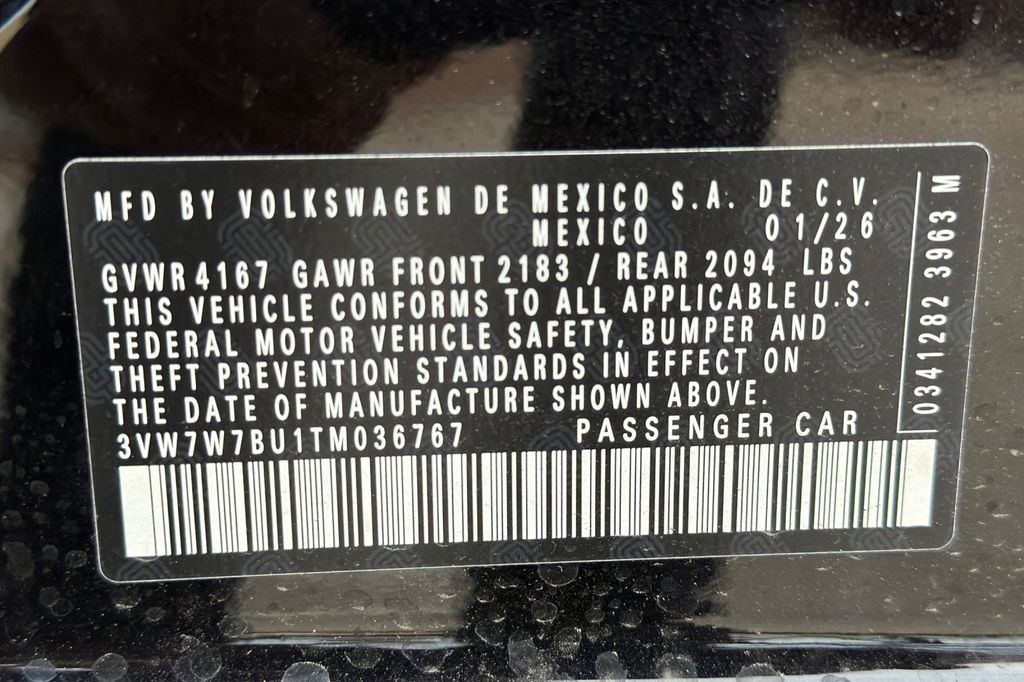 MFD BY VOLKSWAGEN DE MEXICO S.A. DE C.V.
MEXICO 01/26
GVWR 4167 GAWR FRONT 2183 / REAR 2094 LBS
THIS VEHICLE CONFORMS TO ALL APPLICABLE U.S.
FEDERAL MOTOR VEHICLE SAFETY, BUMPER AND
THEFT PREVENTION STANDARDS IN EFFECT ON
THE DATE OF MANUFACTURE SHOWN ABOVE.
3VW7W7BU1TM036767 PASSENGER CAR
0341282 3963 M